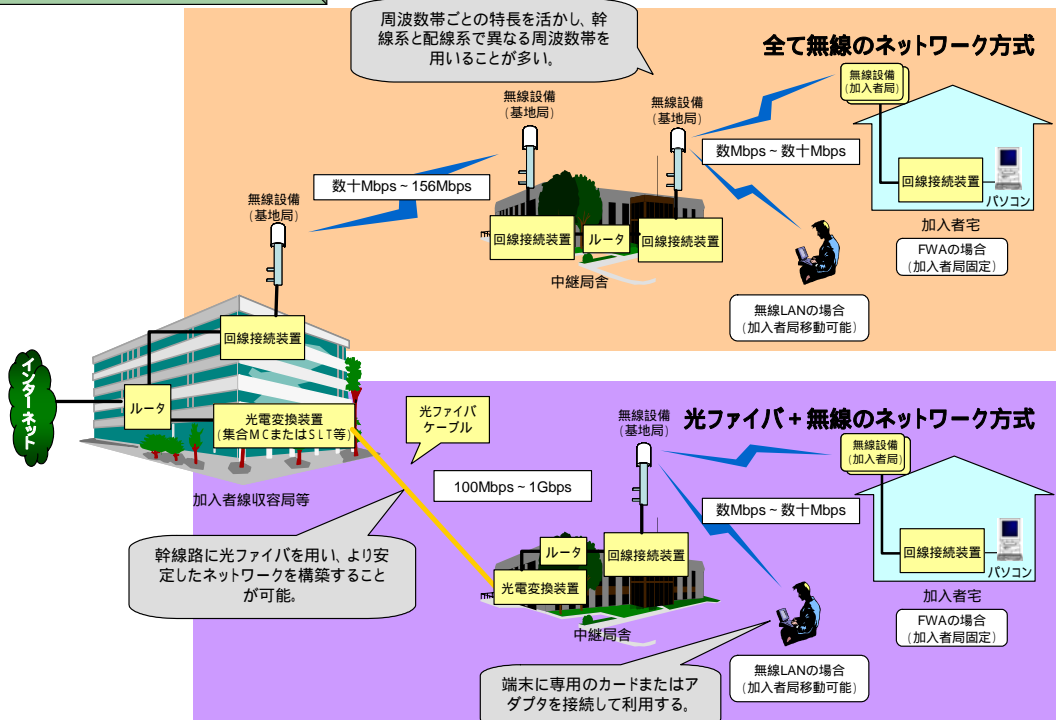 周波数帯ごとの特長を活かし、幹
線系と配線系で異なる周波数帯を
用いることが多い。
全て無線のネットワーク方式
無線設備
(加入者局)
無線設備
(基地局)
無線設備
(基地局)
数Mbps ~ 数十Mbps
数十Mbps ~ 156Mbps
回線接続装置
パソコン
無線設備
(基地局)
回線接続装置
ルータ
回線接続装置
中継局舎
加入者宅
FWAの場合
(加入者局固定)
無線LANの場合
(加入者局移動可能)
回線接続装置
インターネット
ルータ
光電変換装置
(集合MCまたはSLT等)
加入者線収容局等
光ファイバ
ケーブル
光ファイバ + 無線のネットワーク方式
無線設備
(基地局)
無線設備
(加入者局)
100Mbps ~ 1Gbps
数Mbps ~ 数十Mbps
幹線路に光ファイバを用い、より安
定したネットワークを構築すること
が可能。
ルータ
回線接続装置
光電変換装置
中継局舎
回線接続装置
パソコン
加入者宅
FWAの場合
(加入者局固定)
無線LANの場合
(加入者局移動可能)
端末に専用のカードまたはア
ダプタを接続して利用する。